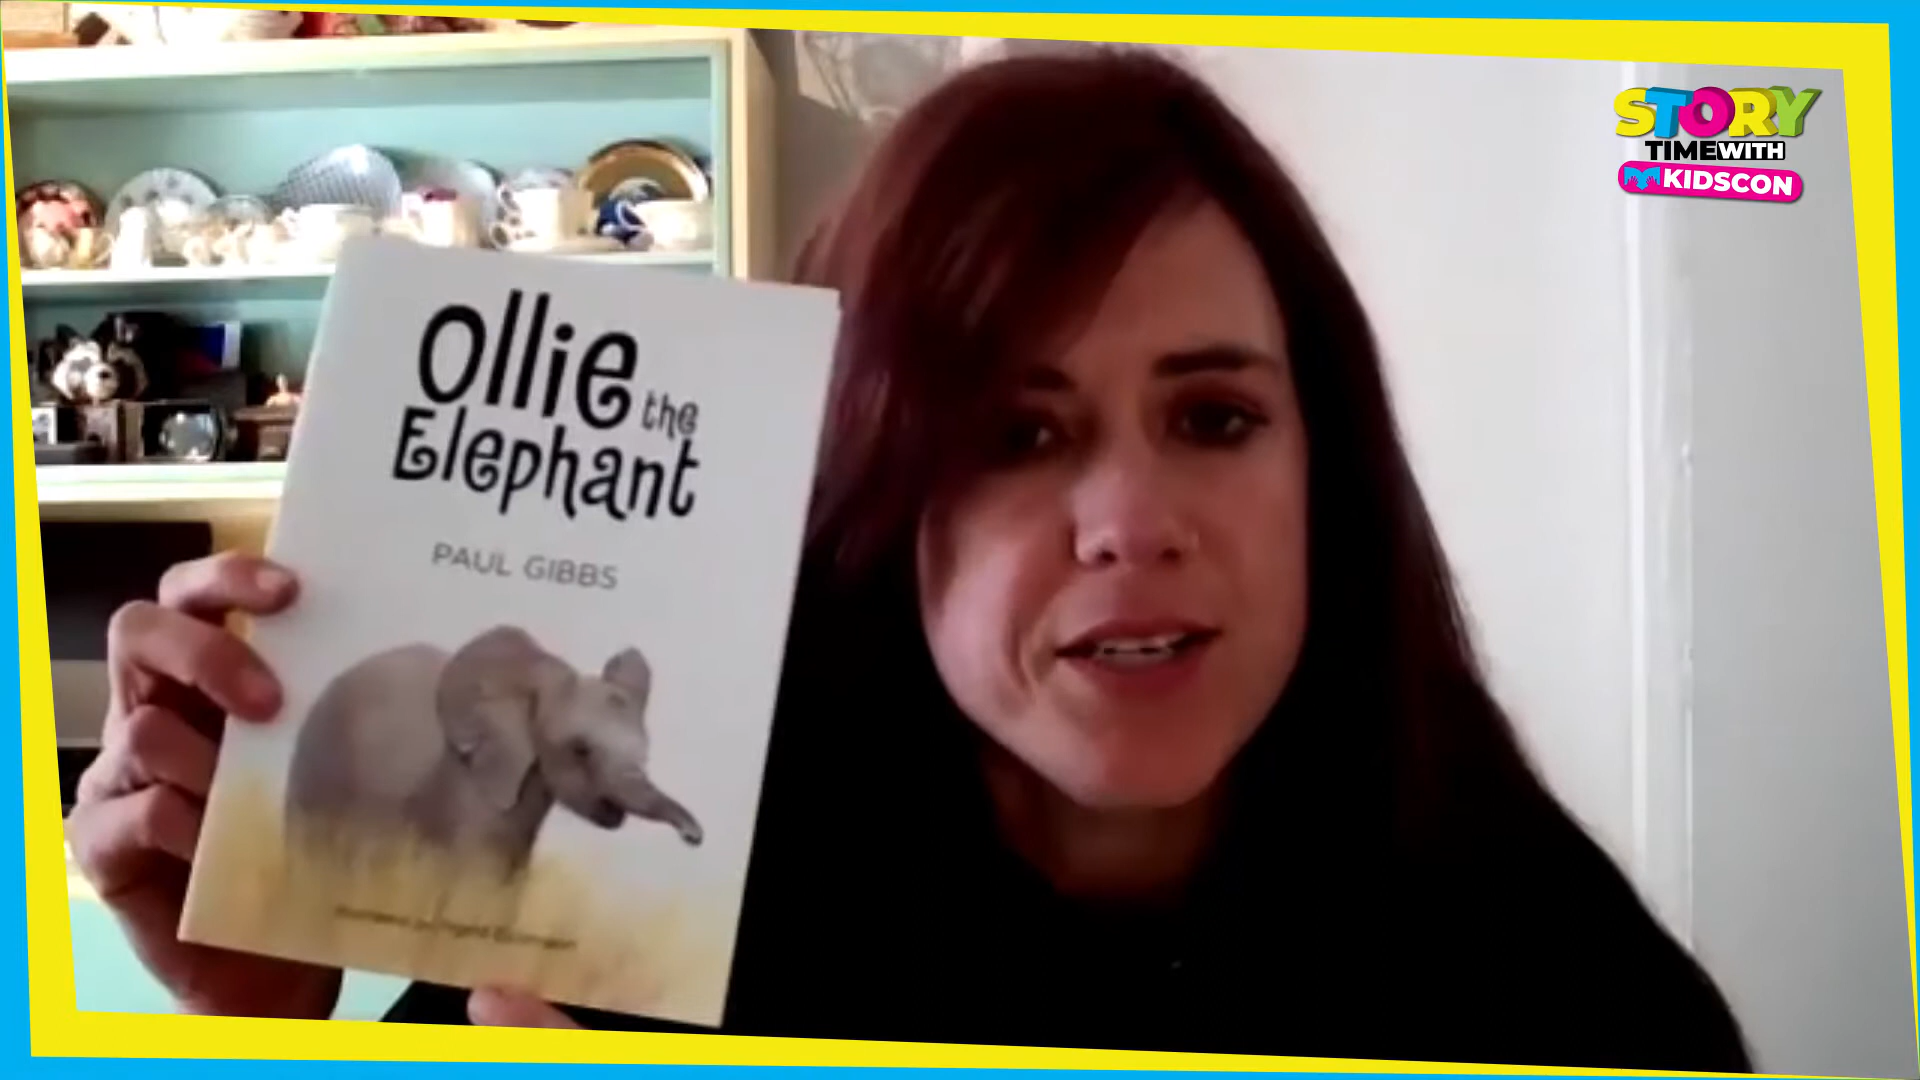 STORY
TIME WITH
KIDSCON
Ollie the
Elephant
PAUL GIBBS